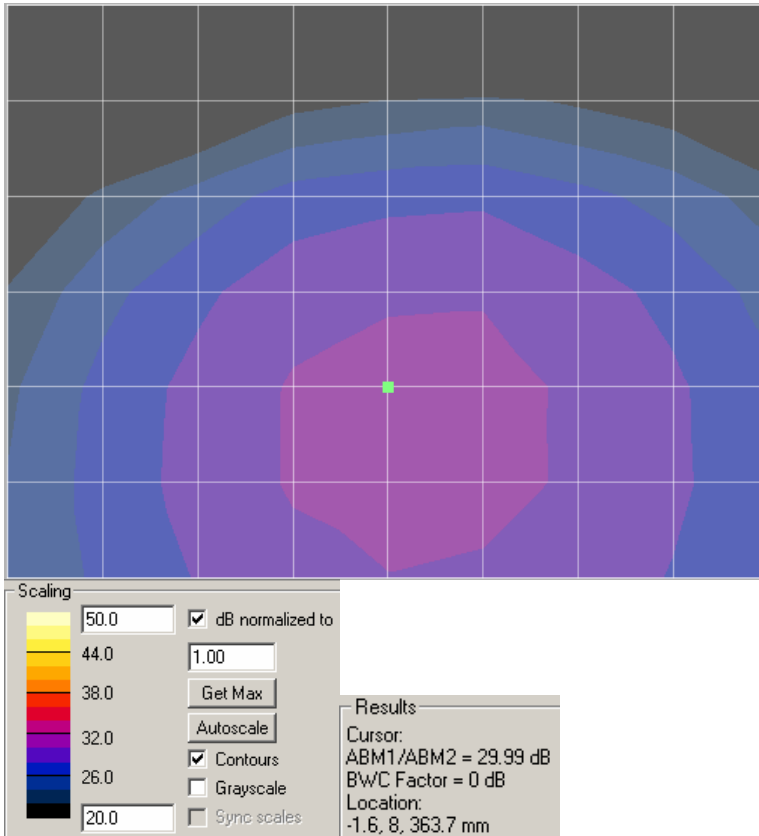 Scaling
50.0
dB normalized to
44.0
1.00
38.0
Get Max
Autoscale
32.0
Contours
26.0
Grayscale
20.0
Sync scales
Results
Cursor:
ABM1/ABM2 = 29.99 dB
BWC Factor = 0 dB
Location:
-1.6, 8, 363.7 mm